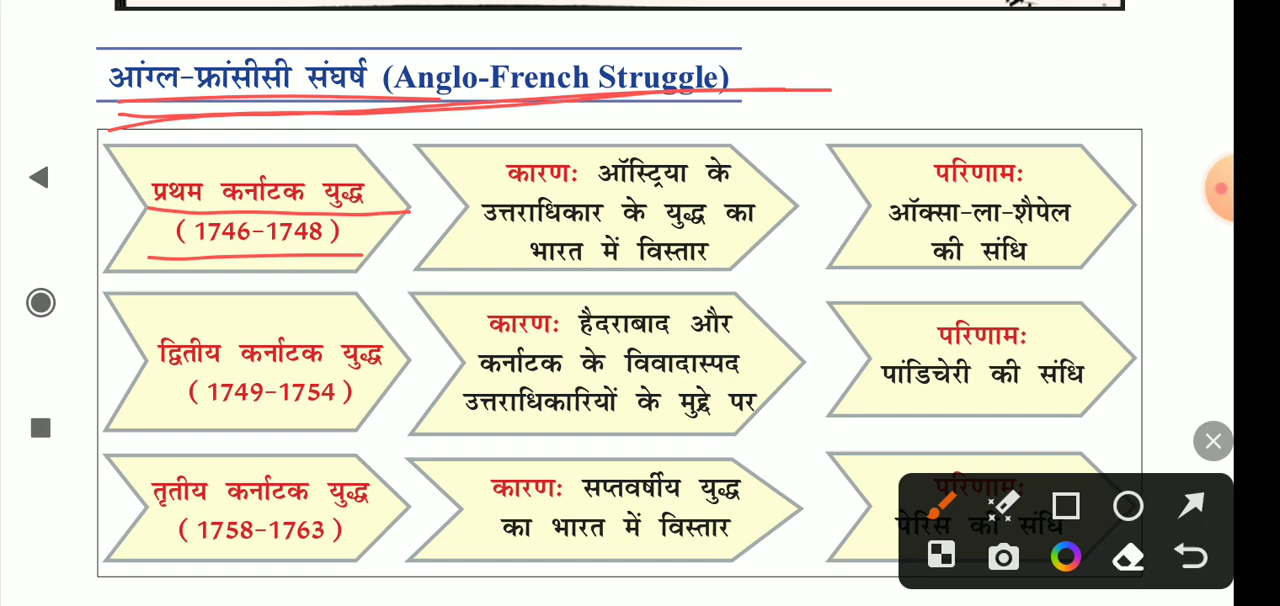 आंग्ल-फ्रांसीसी संघर्ष (Anglo-French Struggle)
प्रथम कर्नाटक युद्ध
( 1746-1748 )
कारण: ऑस्ट्रिया के
उत्तराधिकार के युद्ध का
भारत में विस्तार
परिणाम:
ऑक्सा-ला-शैपेल
की संधि
द्वितीय कर्नाटक युद्ध
( 1749-1754 )
कारण: हैदराबाद और
कर्नाटक के विवादास्पद
उत्तराधिकारियों के मुद्दे पर
परिणाम:
पांडिचेरी की संधि
तृतीय कर्नाटक युद्ध
( 1758-1763 )
कारण: सप्तवर्षीय युद्ध
का भारत में विस्तार
परिणाम:
पेरिस की संधि